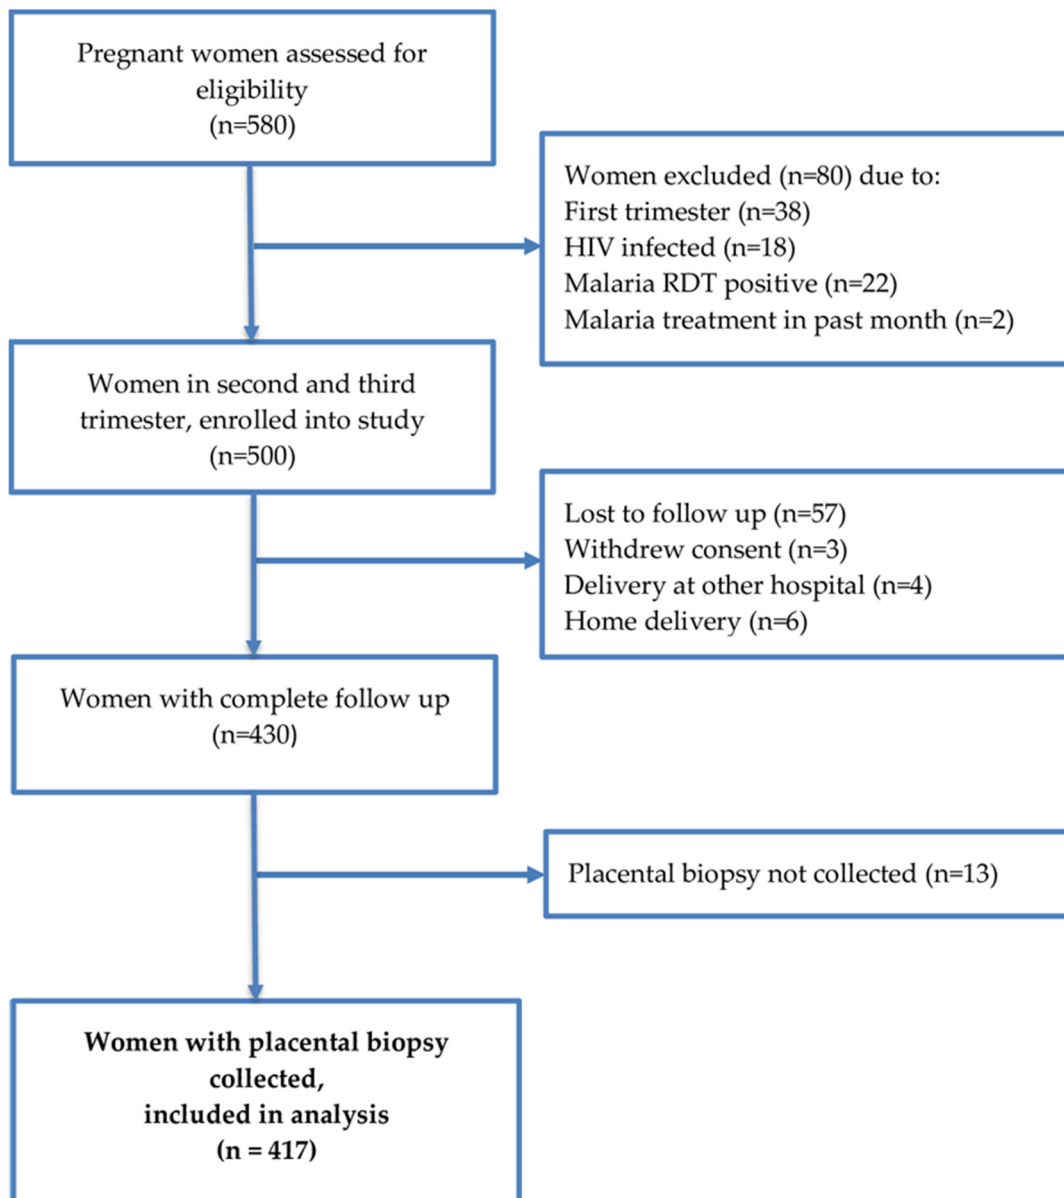 Pregnant women assessed for
eligibility
(n=580)
Women excluded (n=80) due to:
First trimester (n=38)
HIV infected (n=18)
Malaria RDT positive (n=22)
Malaria treatment in past month (n=2)
Women in second and third
trimester, enrolled into study
(n=500)
Lost to follow up (n=57)
Withdrew consent (n=3)
Delivery at other hospital (n=4)
Home delivery (n=6)
Women with complete follow up
(n=430)
Placental biopsy not collected (n=13)
Women with placental biopsy
collected,
included in analysis
(n = 417)